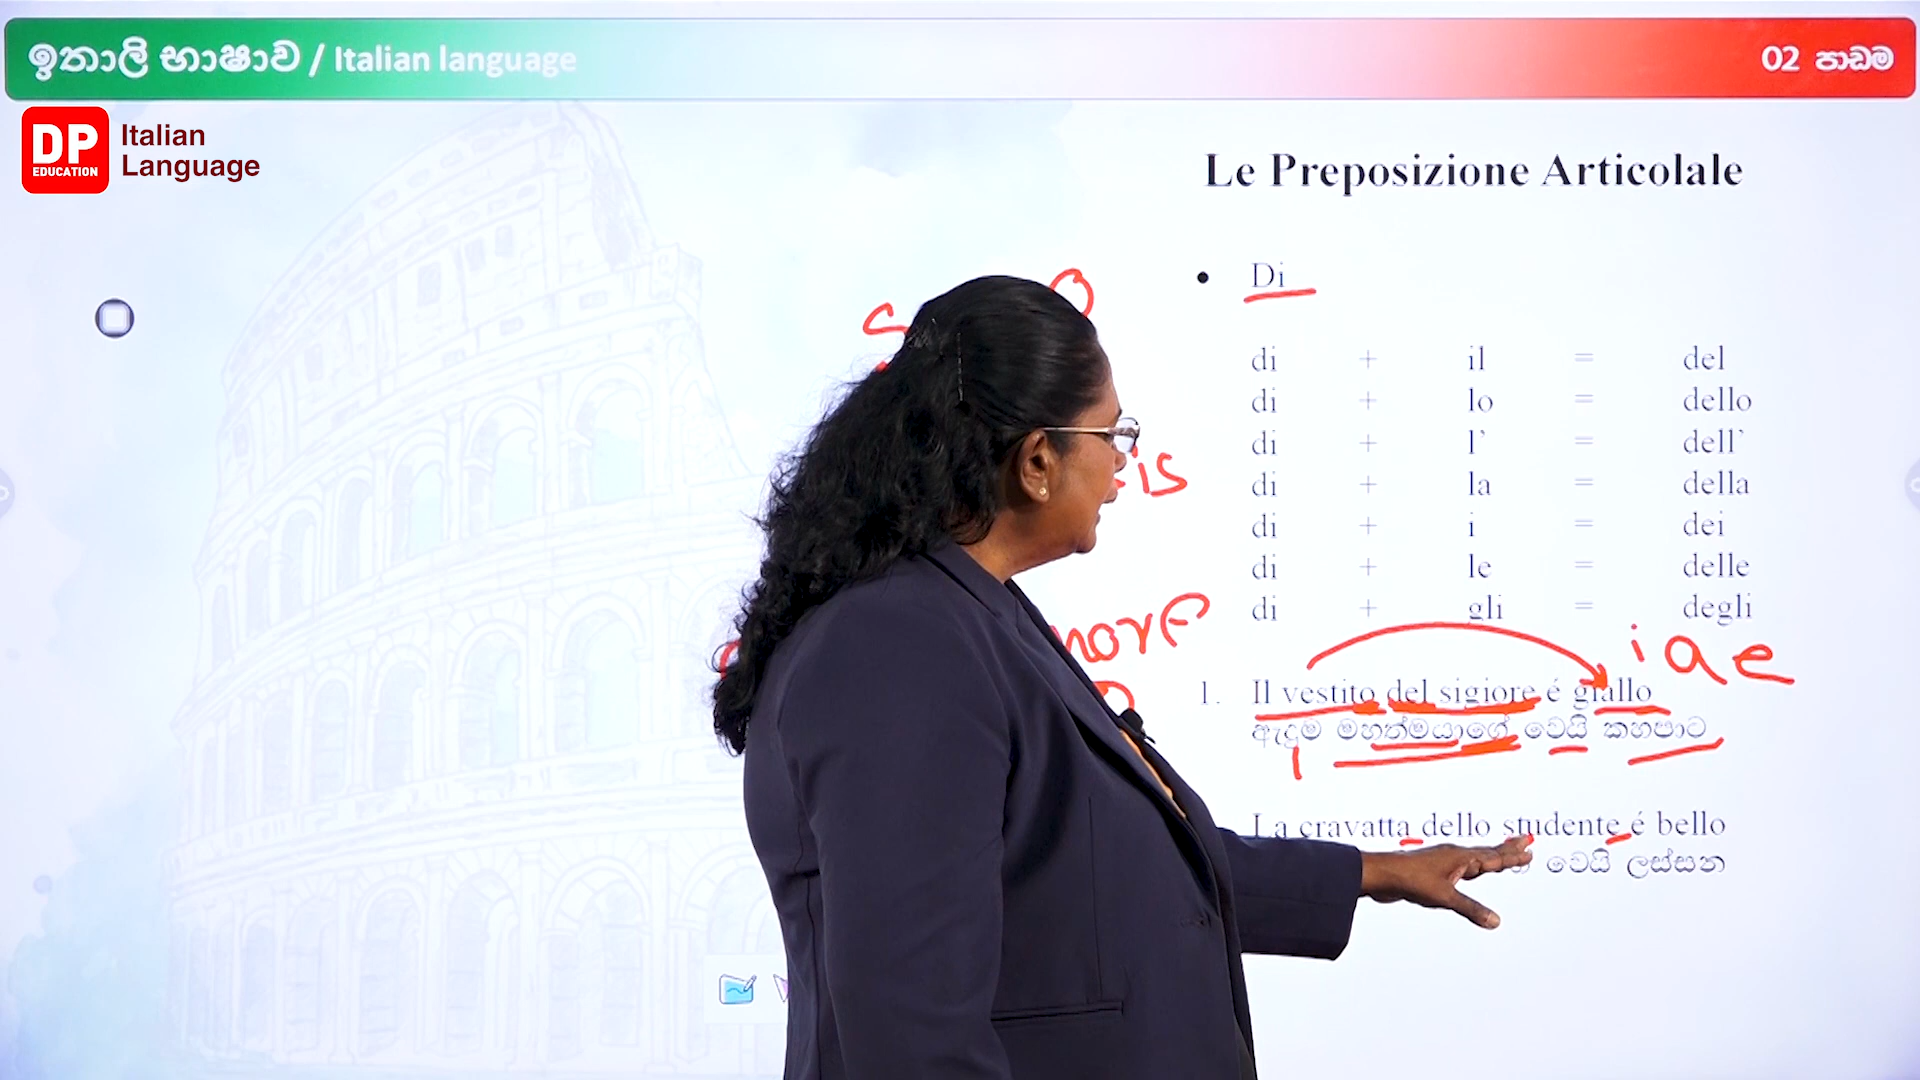 ඉතාලි භාෂාව / Italian language
02 පාඩම
DP
EDUCATION
Italian
Language
Le Preposizione Articolale
• Di
di + il = del
di + lo = dello
di + l` = dell`
di + la = della
di + i = dei
di + le = delle
di + gli = degli
i a e
1. Il vestito del sigiore é giallo
ඇදුම මහත්මයාගේ වෙයි කහපාට
La cravatta dello studente é bello
වෙයි ලස්සන
is